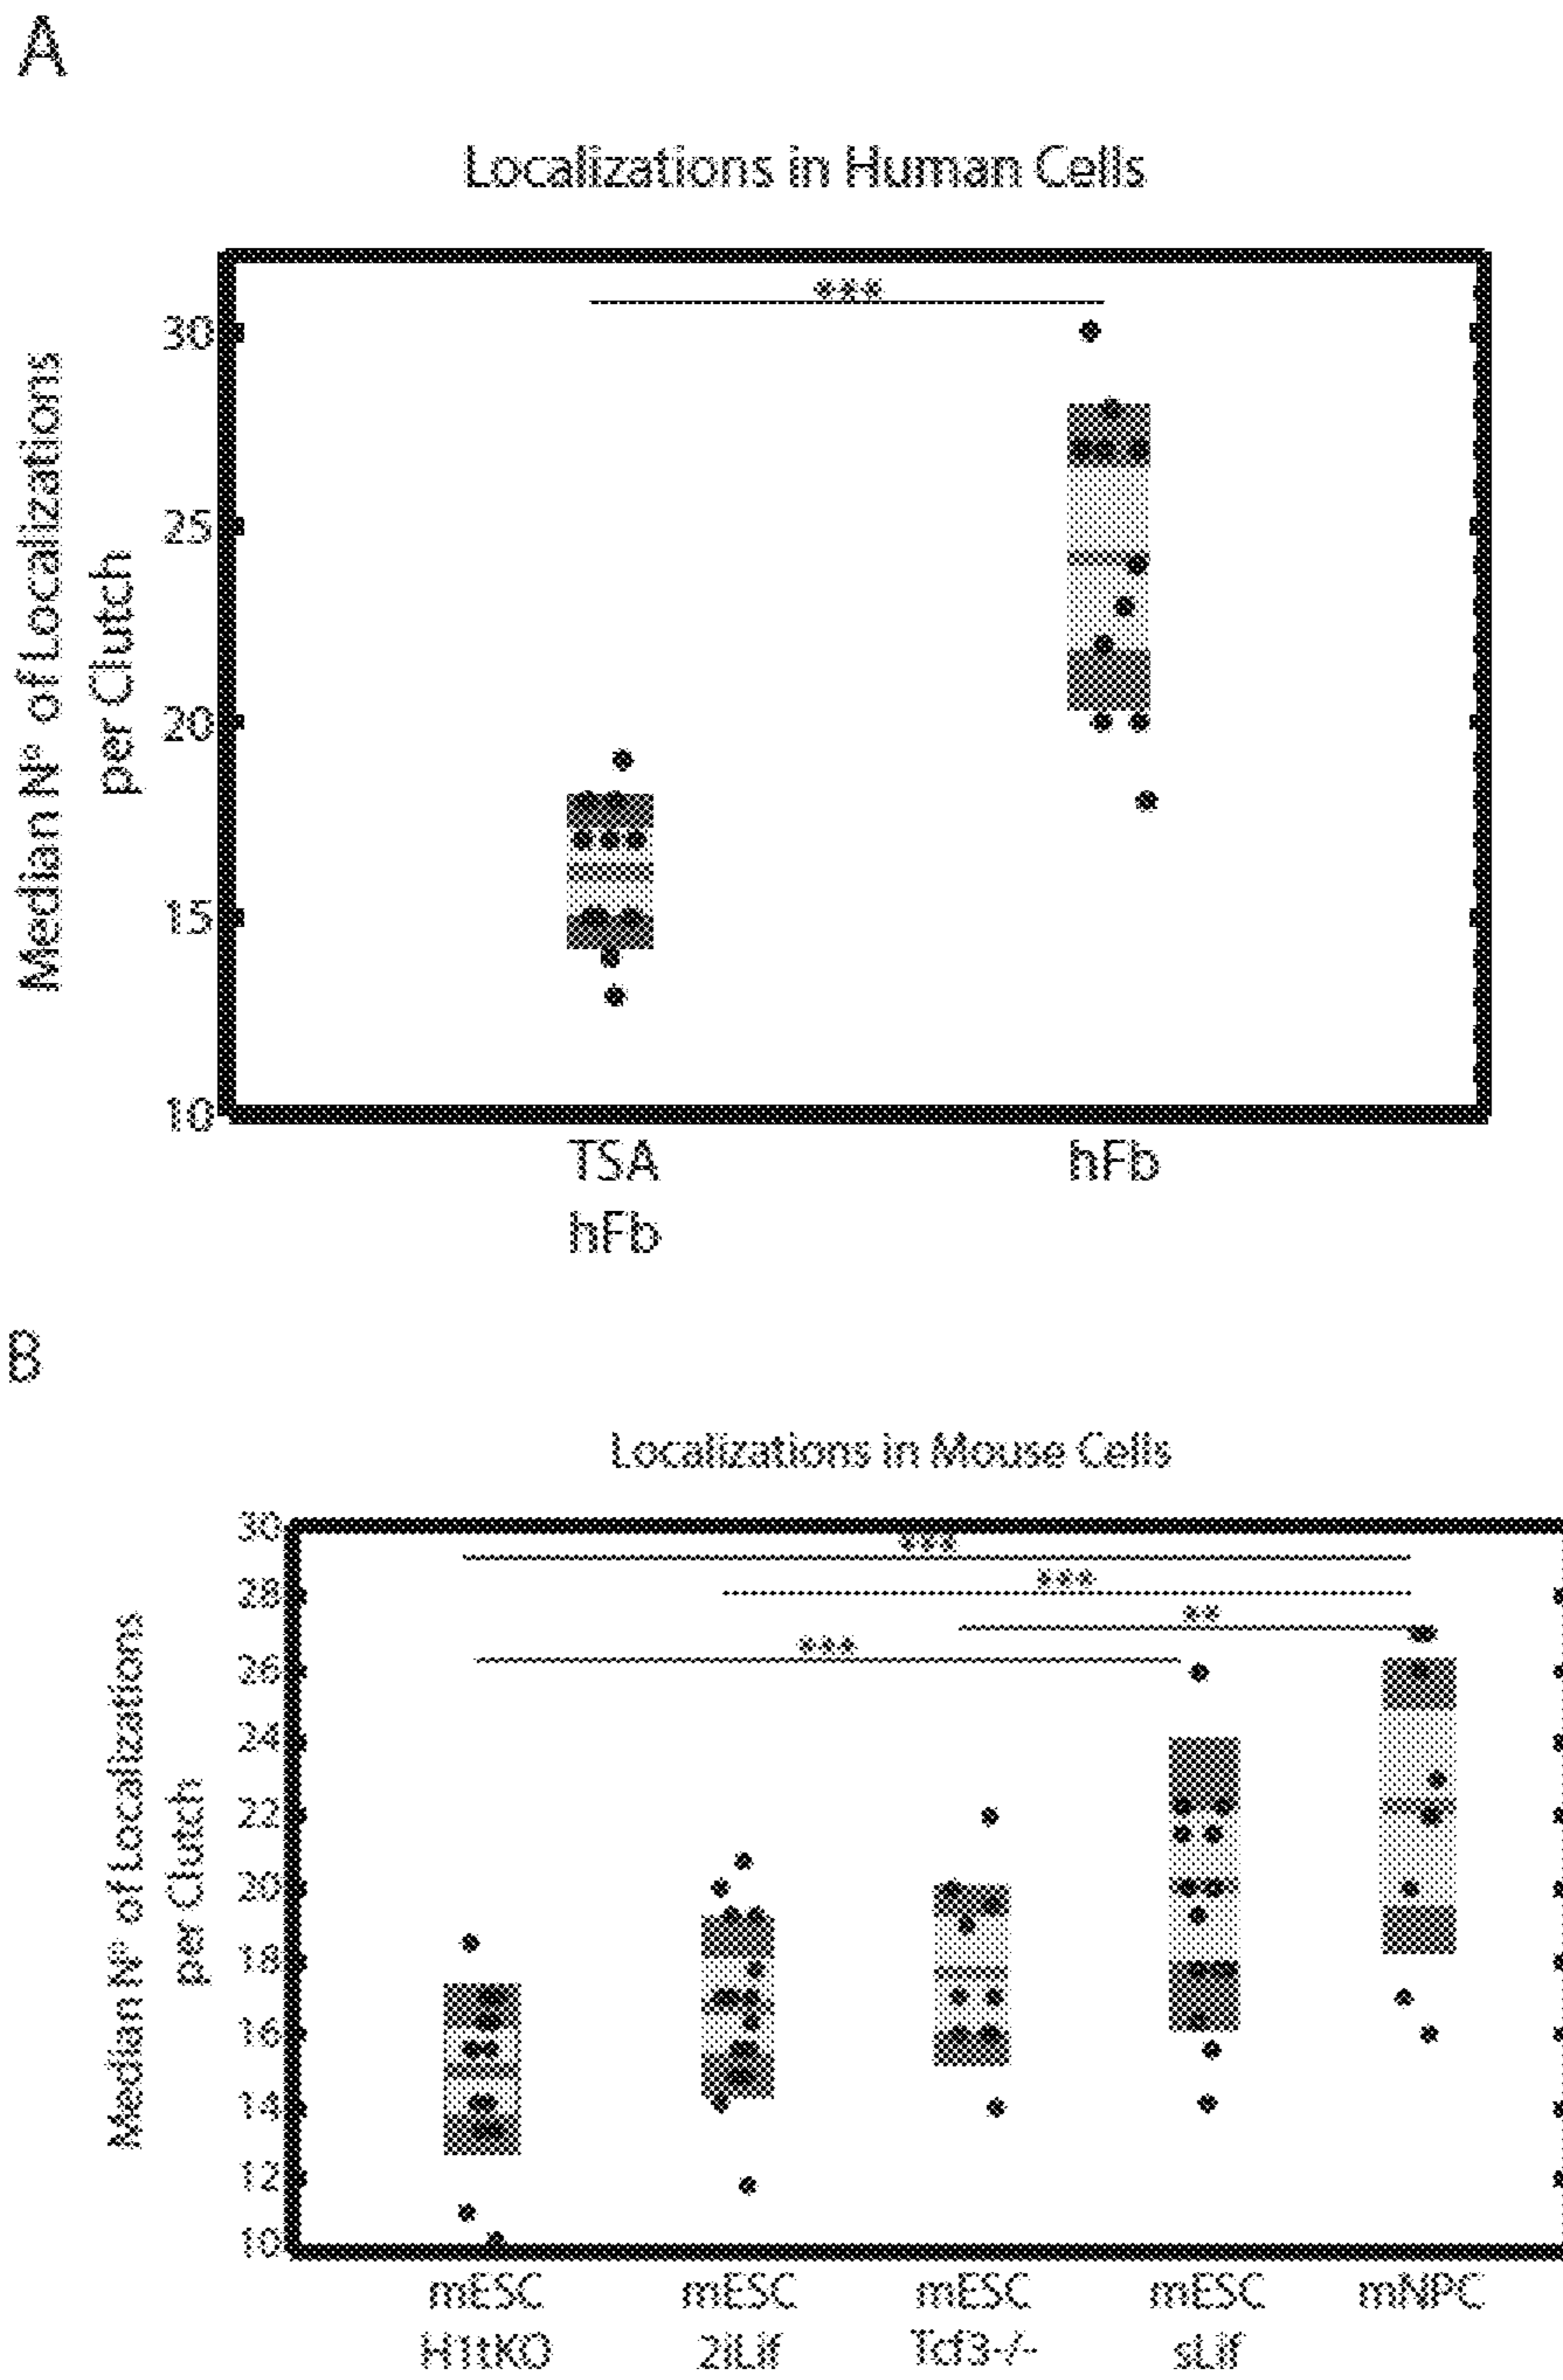 A
Localizations in Human Cells
***
30
25
20
15
10
Median Nº of Localizations
per Clutch
TSA
hFb
hFb
B
Localizations in Mouse Cells
***
***
**
***
30
28
26
24
22
20
18
16
14
12
10
Median Nº of Localizations
per Clutch
mESC
H1tKO
mESC
2iLif
mESC
Tcf3-/-
mESC
sLif
mNPC